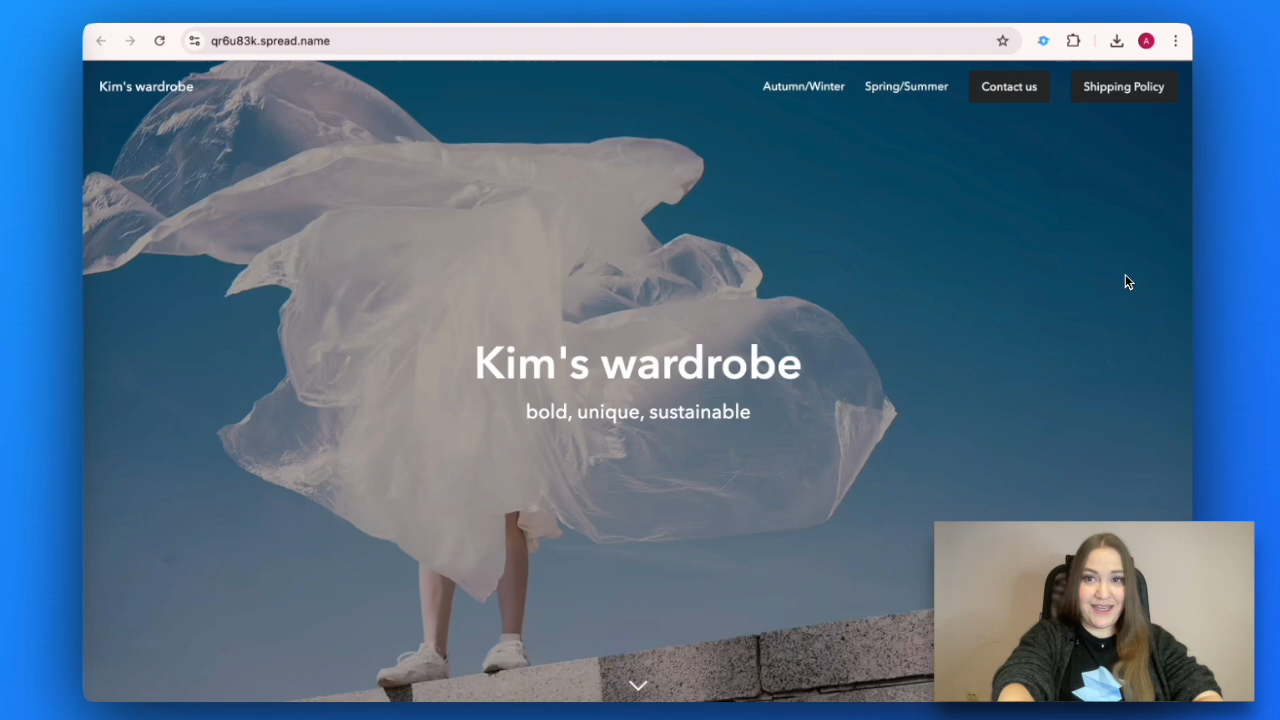 qr6u83k.spread.name
A
Kim's wardrobe
Autumn/Winter
Spring/Summer
Contact us
Shipping Policy
Kim's wardrobe
bold, unique, sustainable